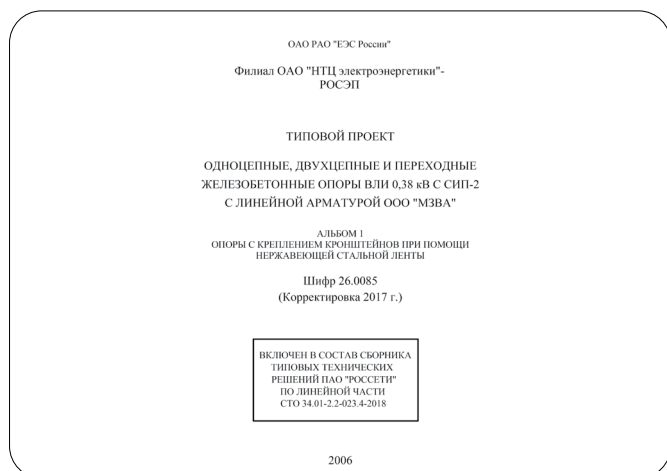 ОАО РАО "ЕЭС России"
Филиал ОАО "НТЦ электроэнергетики"-
РОСЭП
ТИПОВОЙ ПРОЕКТ
ОДНОЦЕПНЫЕ, ДВУХЦЕПНЫЕ И ПЕРЕХОДНЫЕ
ЖЕЛЕЗОБЕТОННЫЕ ОПОРЫ ВЛИ 0,38 кВ С СИП-2
С ЛИНЕЙНОЙ АРМАТУРОЙ ООО "МЗВА"
АЛЬБОМ 1
ОПОРЫ С КРЕПЛЕНИЕМ КРОНШТЕЙНОВ ПРИ ПОМОЩИ
НЕРЖАВЕЮЩЕЙ СТАЛЬНОЙ ЛЕНТЫ
Шифр 26.0085
(Корректировка 2017 г.)
ВКЛЮЧЕН В СОСТАВ СБОРНИКА
ТИПОВЫХ ТЕХНИЧЕСКИХ
РЕШЕНИЙ ПАО "РОССЕТИ"
ПО ЛИНЕЙНОЙ ЧАСТИ
СТО 34.01-2.2-023.4-2018
2006